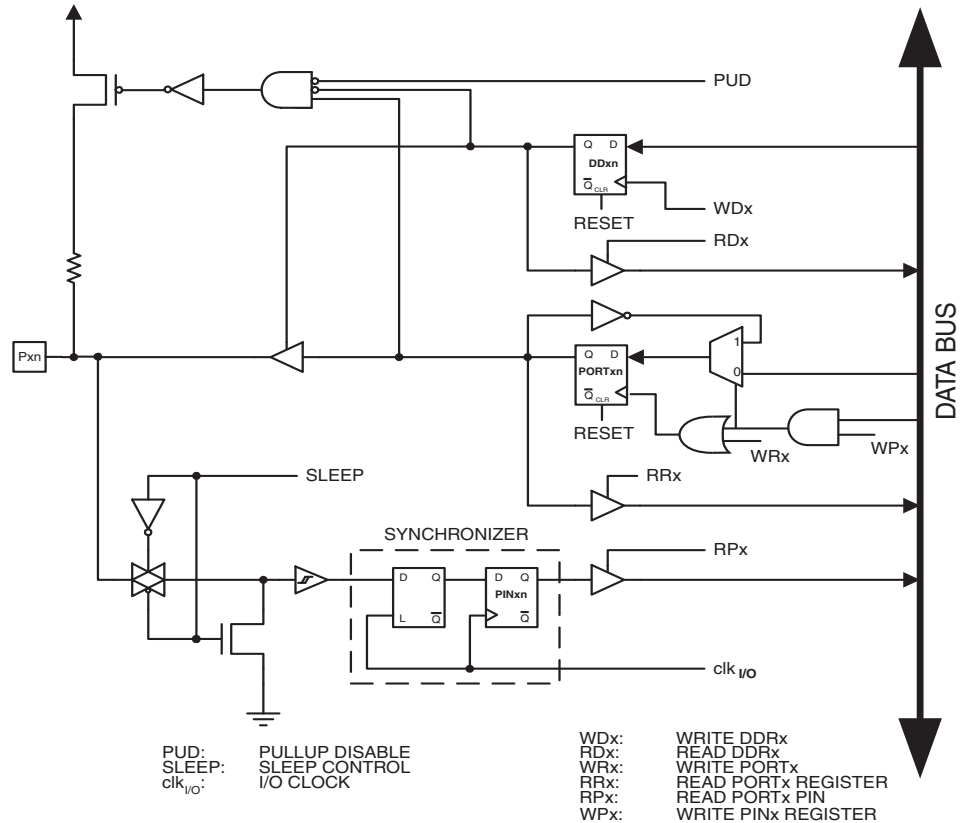 PUD
Q D
DDxn
Q CLR
RESET
WDx
RDx
Pxn
1
0
Q D
PORTxn
Q CLR
RESET
WRx
WPx
RRx
SLEEP
SYNCHRONIZER
RPx
D Q
L Q
D Q
PINxn
Q
clk I/O
DATA BUS
PUD: PULLUP DISABLE
SLEEP: SLEEP CONTROL
clkI/O: I/O CLOCK
WDx: WRITE DDRx
RDx: READ DDRx
WRx: WRITE PORTx
RRx: READ PORTx REGISTER
RPx: READ PORTx PIN
WPx: WRITE PINx REGISTER